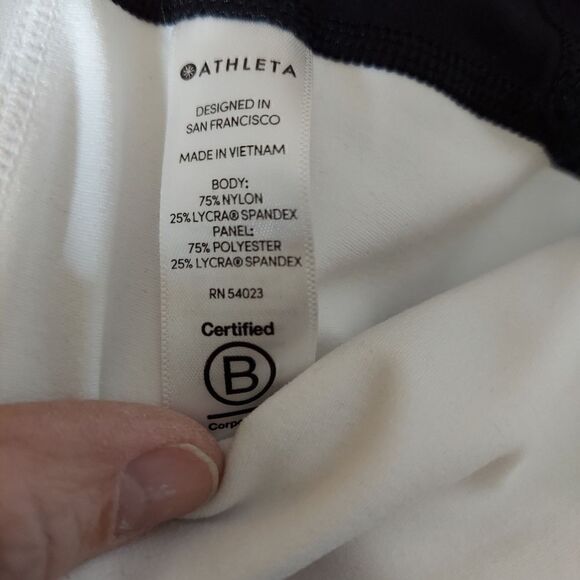 ATHLETA
DESIGNED IN
SAN FRANCISCO
MADE IN VIETNAM
BODY:
75% NYLON
25% LYCRA® SPANDEX
PANEL:
75% POLYESTER
25% LYCRA® SPANDEX
RN 54023
Certified
B